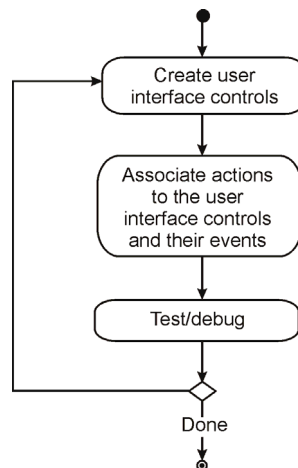 Create user
interface controls
Associate actions
to the user
interface controls
and their events
Test/debug
Done